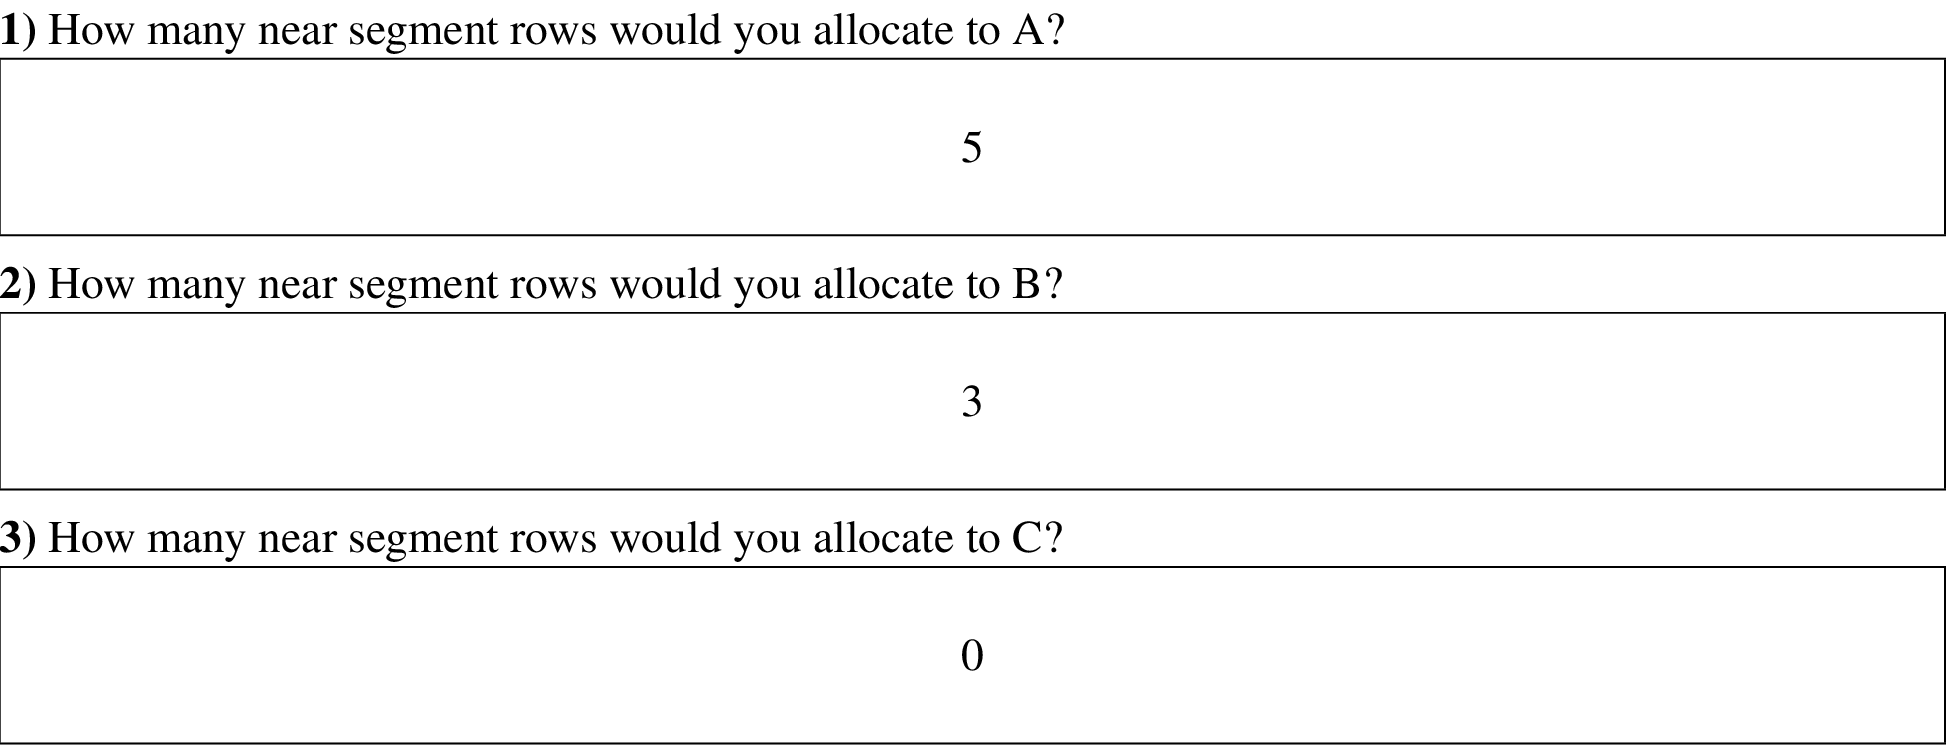 1) How many near segment rows would you allocate to A?
5
2) How many near segment rows would you allocate to B?
3
3) How many near segment rows would you allocate to C?
0